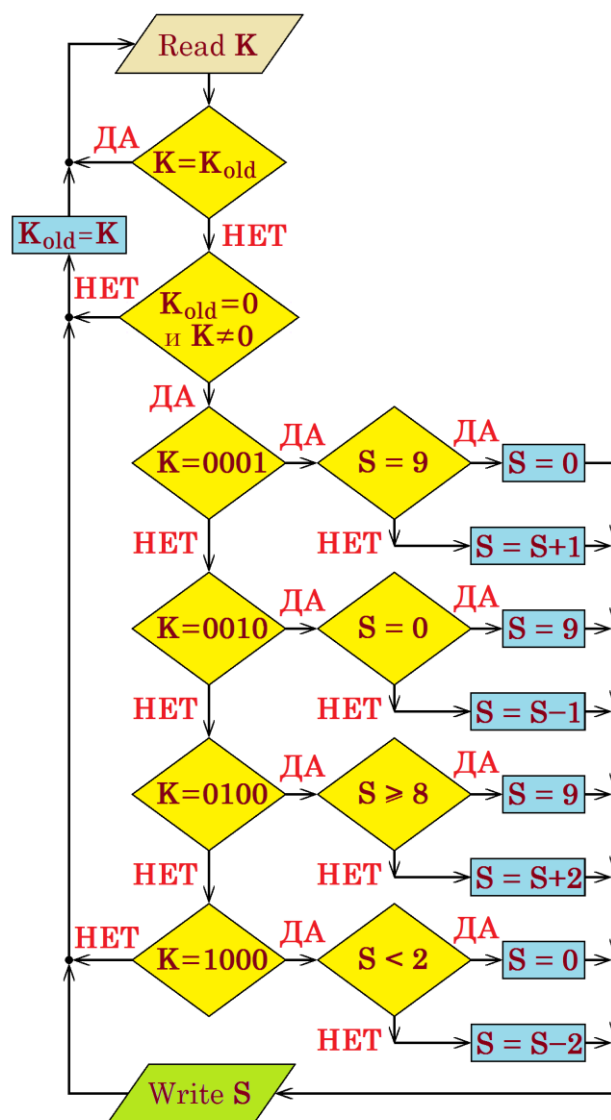 Read K
ДА
K=K_old
НЕТ
K_old=K
НЕТ
K_old=0
и K≠0
ДА
K=0001
ДА
S = 9
ДА
S = 0
НЕТ
НЕТ
S = S+1
K=0010
ДА
S = 0
ДА
S = 9
НЕТ
НЕТ
S = S−1
K=0100
ДА
S ⩾ 8
ДА
S = 9
НЕТ
НЕТ
S = S+2
НЕТ
K=1000
ДА
S < 2
ДА
S = 0
НЕТ
S = S−2
Write S